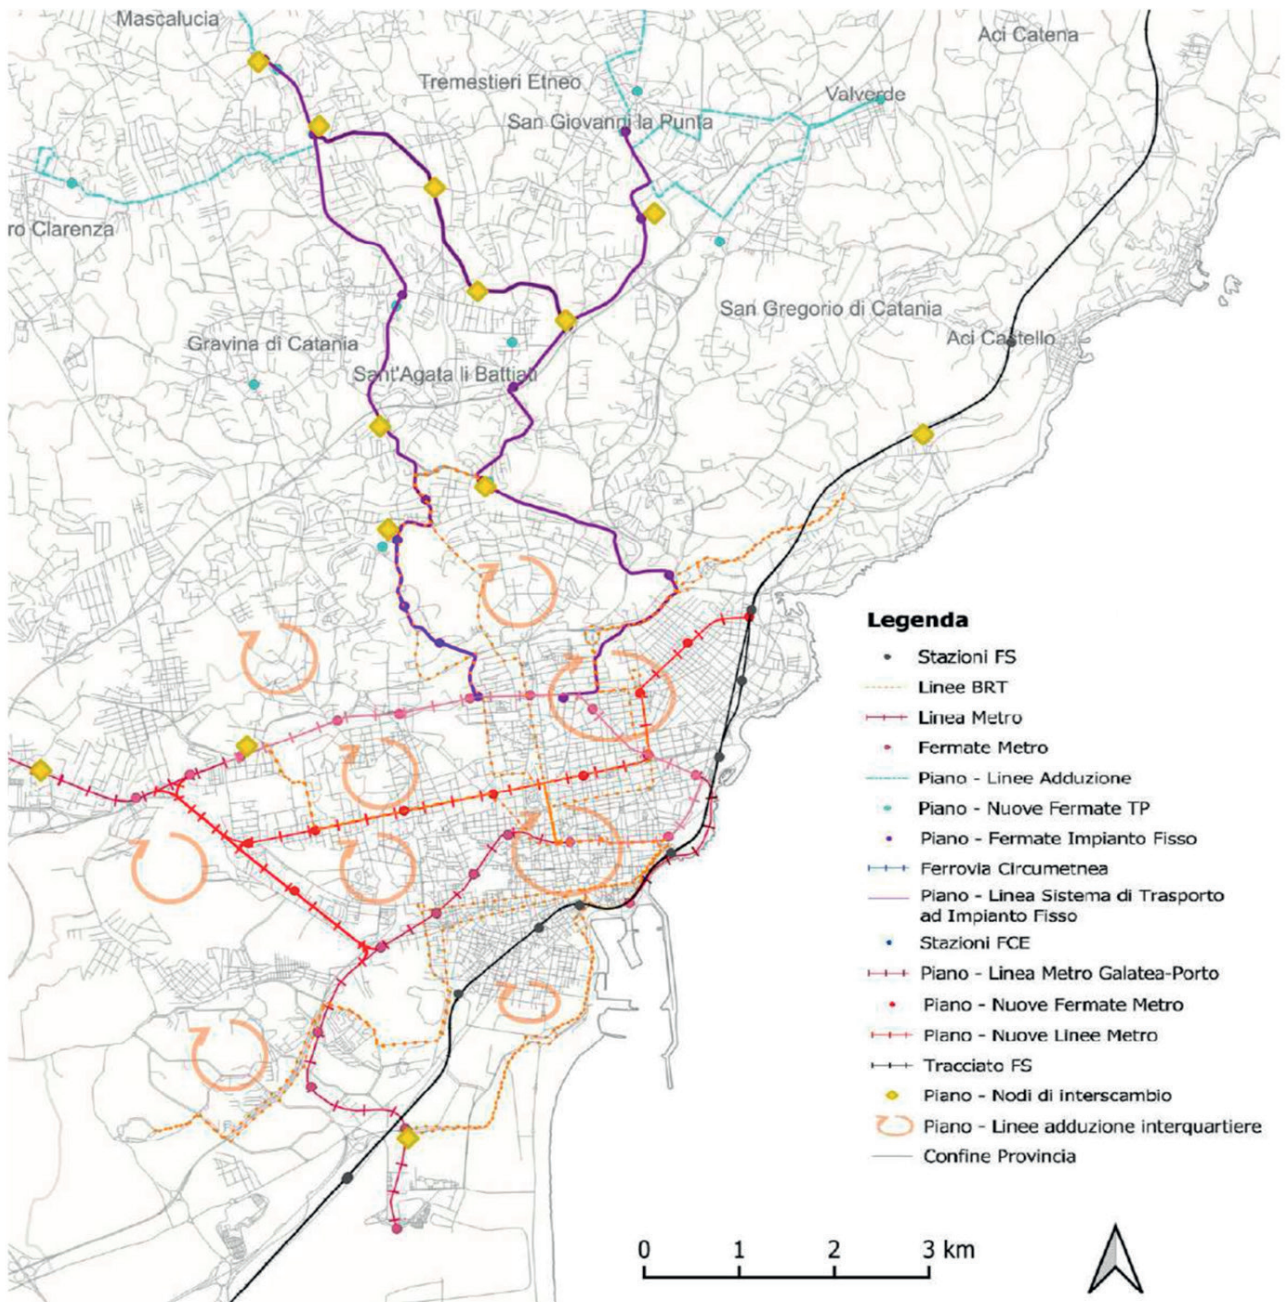 Mascalucia
Aci Catena
Tremestieri Etneo
Valverde
San Giovanni la Punta
ro Clarenza
San Gregorio di Catania
Aci Castello
Gravina di Catania
Sant'Agata li Battiati
Legenda
Stazioni FS
Linee BRT
Linea Metro
Fermate Metro
Piano - Linee Adduzione
Piano - Nuove Fermate TP
Piano - Fermate Impianto Fisso
Ferrovia Circumetnea
Piano - Linea Sistema di Trasporto
ad Impianto Fisso
Stazioni FCE
Piano - Linea Metro Galatea-Porto
Piano - Nuove Fermate Metro
Piano - Nuove Linee Metro
Tracciato FS
Piano - Nodi di interscambio
Piano - Linee adduzione interquartiere
Confine Provincia
0 1 2 3 km